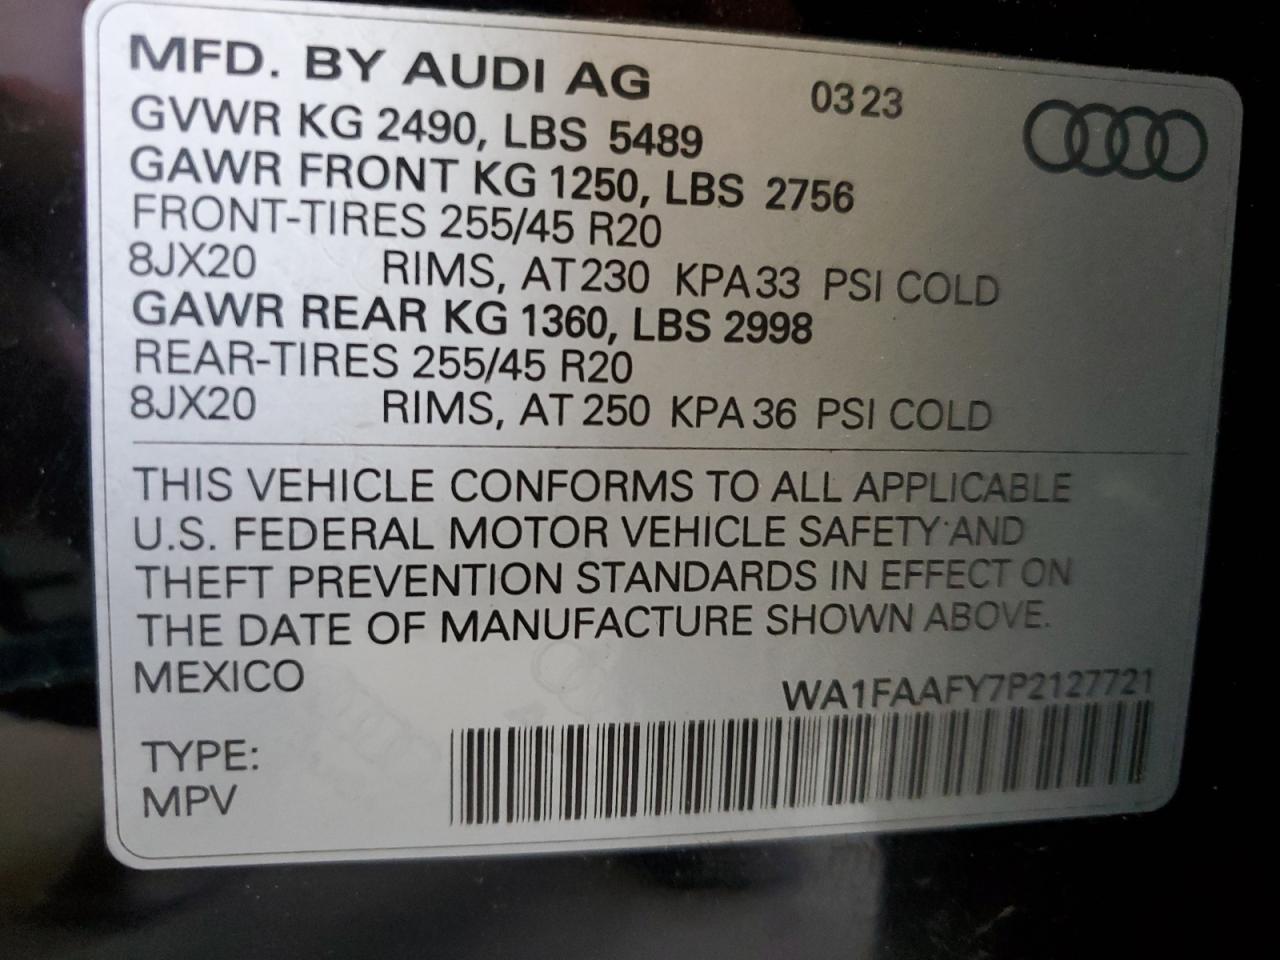 MFD. BY AUDI AG 03 23
GVWR KG 2490, LBS 5489
GAWR FRONT KG 1250, LBS 2756
FRONT-TIRES 255/45 R20
8JX20 RIMS, AT 230 KPA 33 PSI COLD
GAWR REAR KG 1360, LBS 2998
REAR-TIRES 255/45 R20
8JX20 RIMS, AT 250 KPA 36 PSI COLD
THIS VEHICLE CONFORMS TO ALL APPLICABLE
U.S. FEDERAL MOTOR VEHICLE SAFETY AND
THEFT PREVENTION STANDARDS IN EFFECT ON
THE DATE OF MANUFACTURE SHOWN ABOVE.
MEXICO
WA1FAAFY7P2127721
TYPE:
MPV